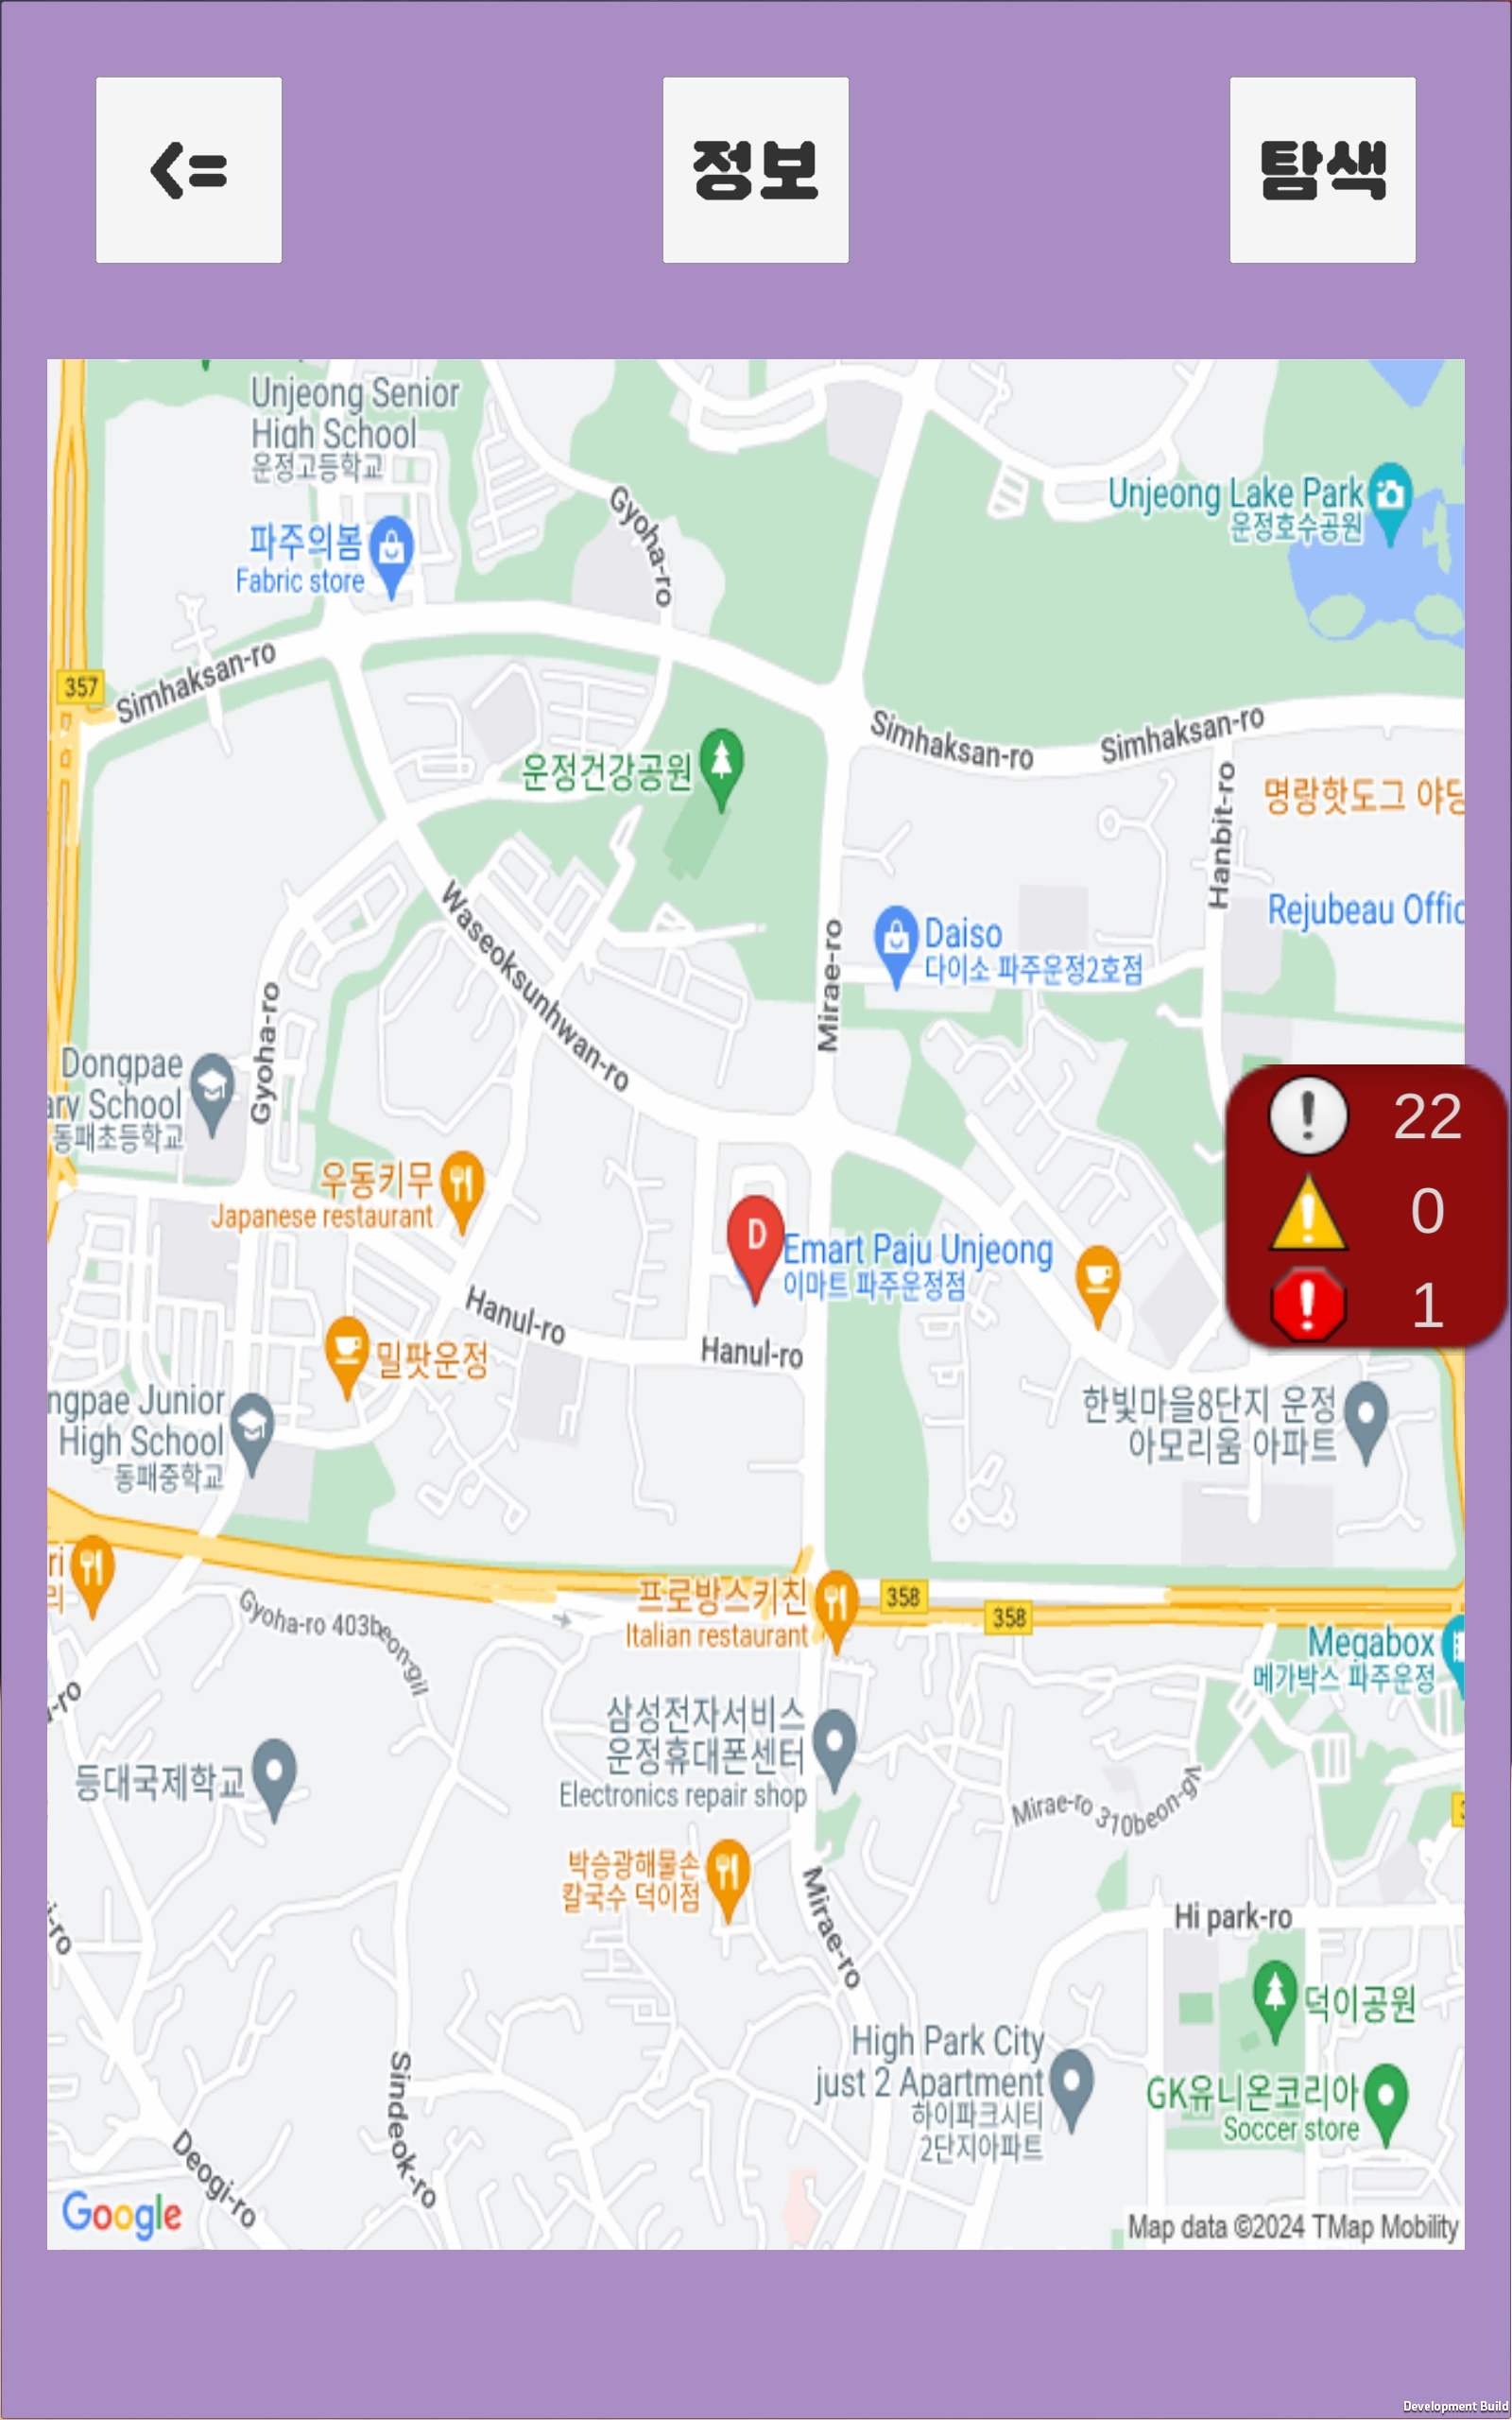 <=
정보
탐색
Unjeong Senior
High School
운정고등학교
Gyoha-ro
Unjeong Lake Park
운정호수공원
파주의봄
Fabric store
Simhaksan-ro
357
Simhaksan-ro
Simhaksan-ro
운정건강공원
Hanbit-ro
명랑핫도그 야당
Rejubeau Offic
Waseoksunhwan-ro
Mirae-ro
Daiso
다이소 파주운정2호점
Gyoha-ro
Dongpae
ary School
동패초등학교
22
0
1
우동키무
Japanese restaurant
D
Emart Paju Unjeong
이마트 파주운정점
Hanul-ro
Hanul-ro
밀팟운정
ngpae Junior
High School
동패중학교
한빛마을8단지 운정
아모리움 아파트
ri
리
프로방스키친
Italian restaurant
358
358
Gyoha-ro 403beon-gil
Megabox
메가박스 파주운정
a-ro
삼성전자서비스
운정휴대폰센터
Electronics repair shop
등대국제학교
Mirae-ro 310beon-gil
박승광해물손
칼국수 덕이점
Mirae-ro
Hi park-ro
i-ro
덕이공원
High Park City
just 2 Apartment
하이파크시티
2단지아파트
GK유니온코리아
Soccer store
Sindeok-ro
Deogi-ro
Google
Map data ©2024 TMap Mobility
Development Build